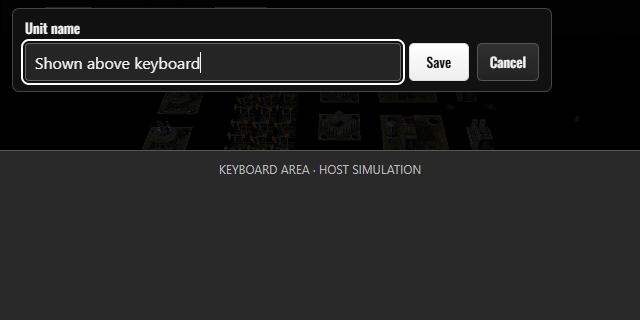 Unit name
Shown above keyboard
Save
Cancel
KEYBOARD AREA · HOST SIMULATION